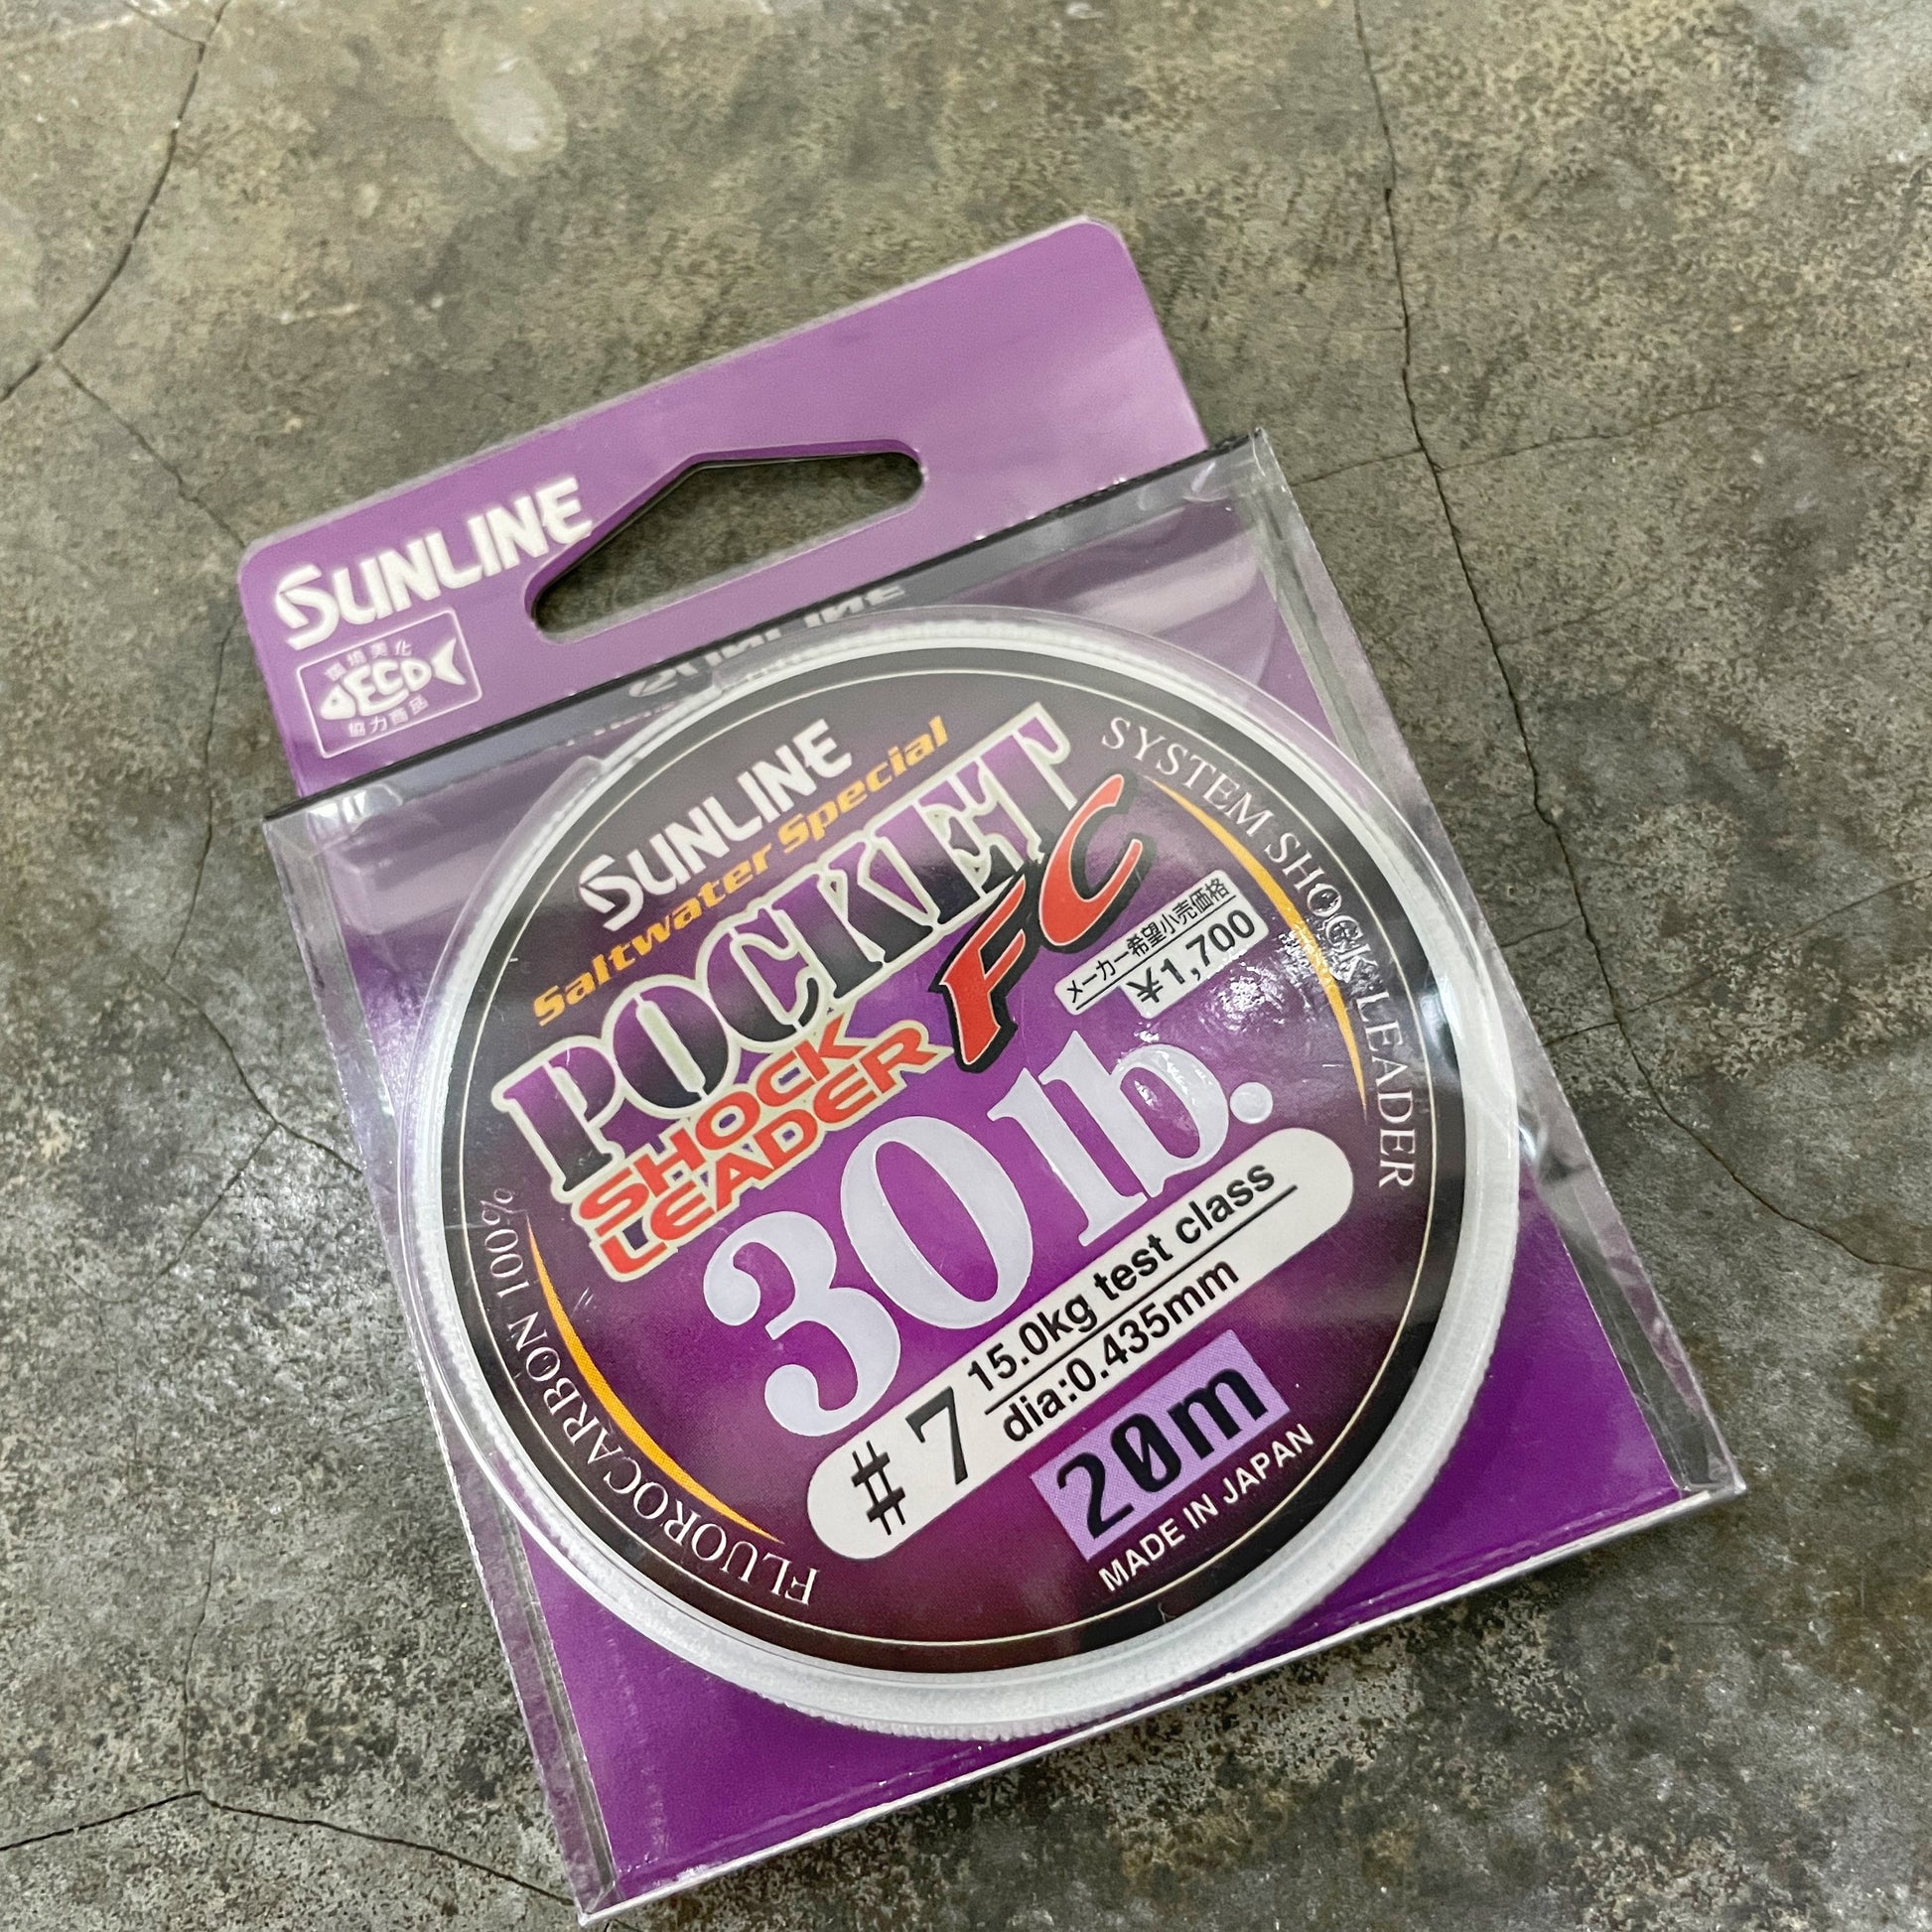 SUNLINE
環境美化
ECO
協力商品
SUNLINE
Saltwater Special
POCKET
SHOCK
LEADER
FC
メーカー希望小売価格
¥1,700
30lb.
# 7
15.0kg test class
dia:0.435mm
20m
MADE IN JAPAN
SYSTEM SHOCK LEADER
FLUOROCARBON 100%